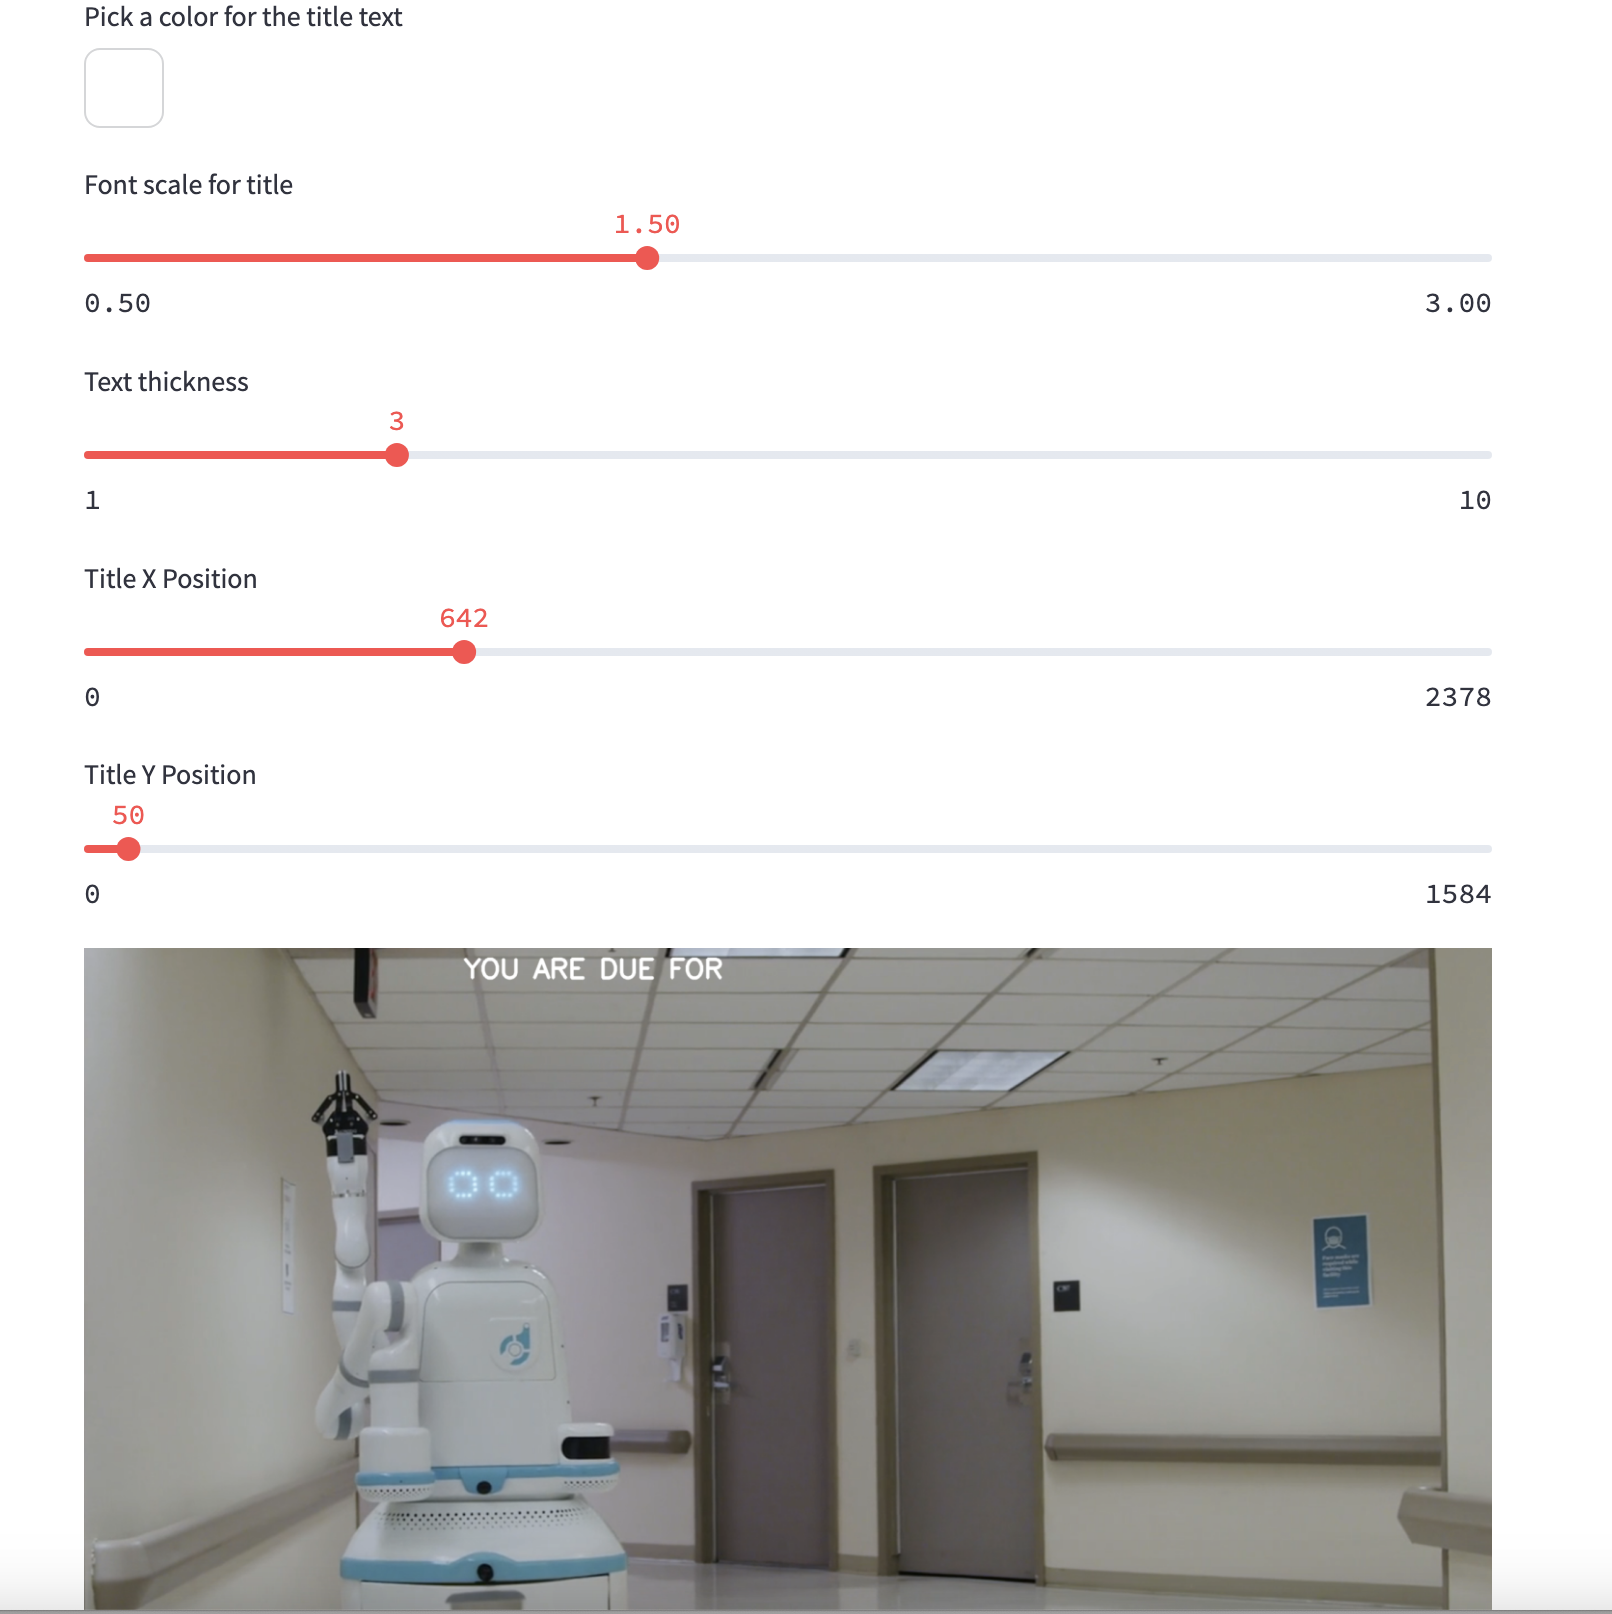 Pick a color for the title text
Font scale for title
1.50
0.50
3.00
Text thickness
3
1
10
Title X Position
642
0
2378
Title Y Position
50
0
1584
YOU ARE DUE FOR